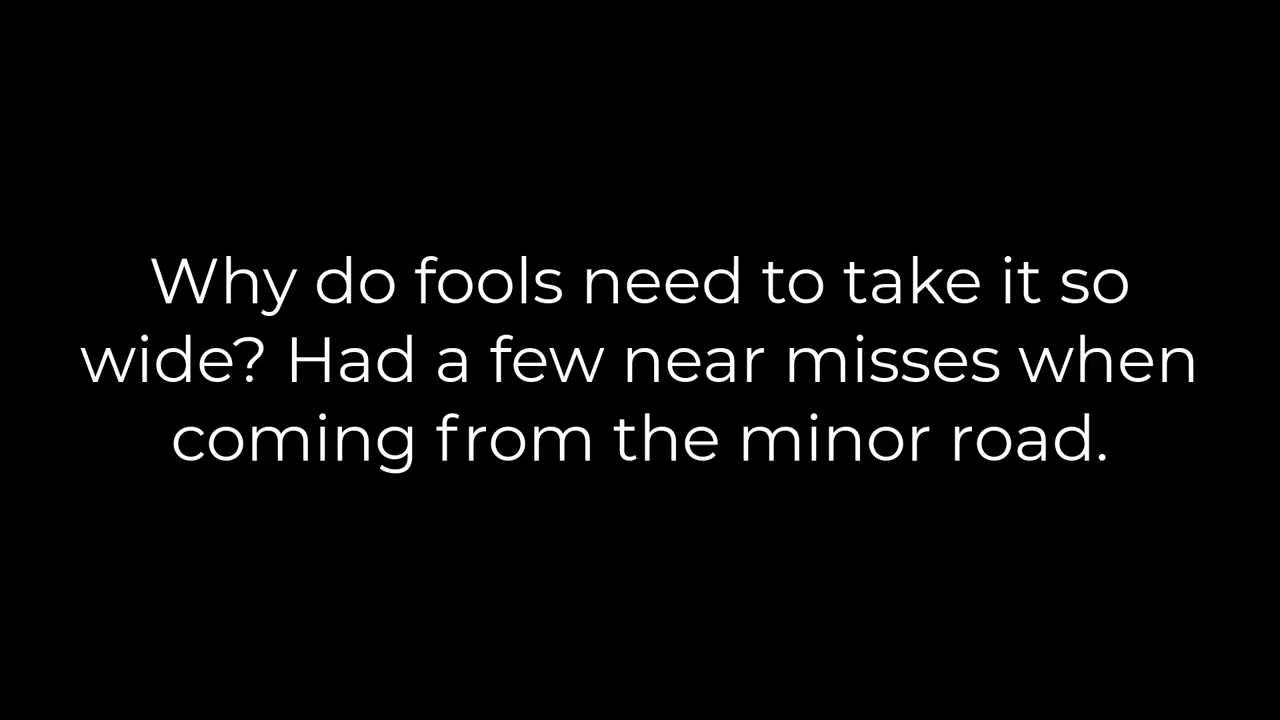 Why do fools need to take it so
wide? Had a few near misses when
coming from the minor road.